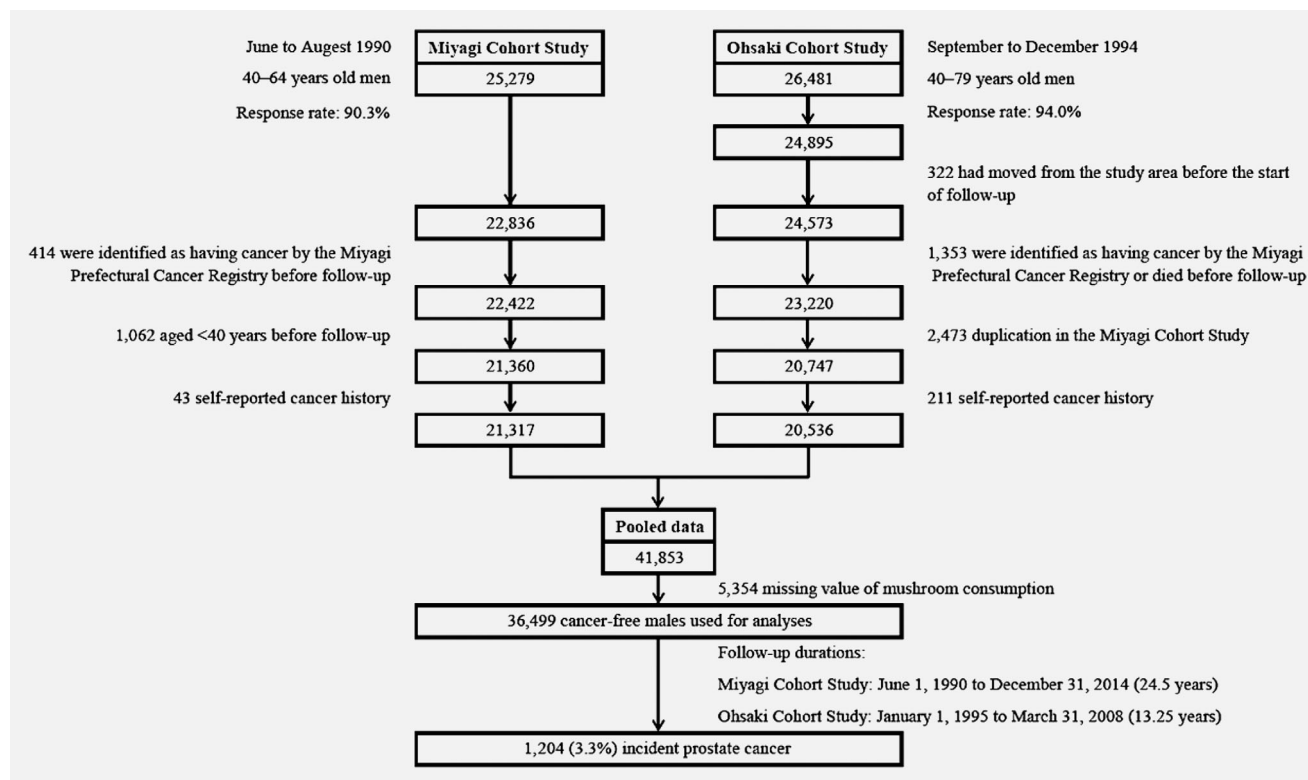 June to Augest 1990
Miyagi Cohort Study
Ohsaki Cohort Study
September to December 1994
40–64 years old men
25,279
26,481
40–79 years old men
Response rate: 90.3%
Response rate: 94.0%
24,895
322 had moved from the study area before the start
of follow-up
22,836
24,573
414 were identified as having cancer by the Miyagi
Prefectural Cancer Registry before follow-up
1,353 were identified as having cancer by the Miyagi
Prefectural Cancer Registry or died before follow-up
22,422
23,220
1,062 aged <40 years before follow-up
2,473 duplication in the Miyagi Cohort Study
21,360
20,747
43 self-reported cancer history
211 self-reported cancer history
21,317
20,536
Pooled data
41,853
5,354 missing value of mushroom consumption
36,499 cancer-free males used for analyses
Follow-up durations:
Miyagi Cohort Study: June 1, 1990 to December 31, 2014 (24.5 years)
Ohsaki Cohort Study: January 1, 1995 to March 31, 2008 (13.25 years)
1,204 (3.3%) incident prostate cancer